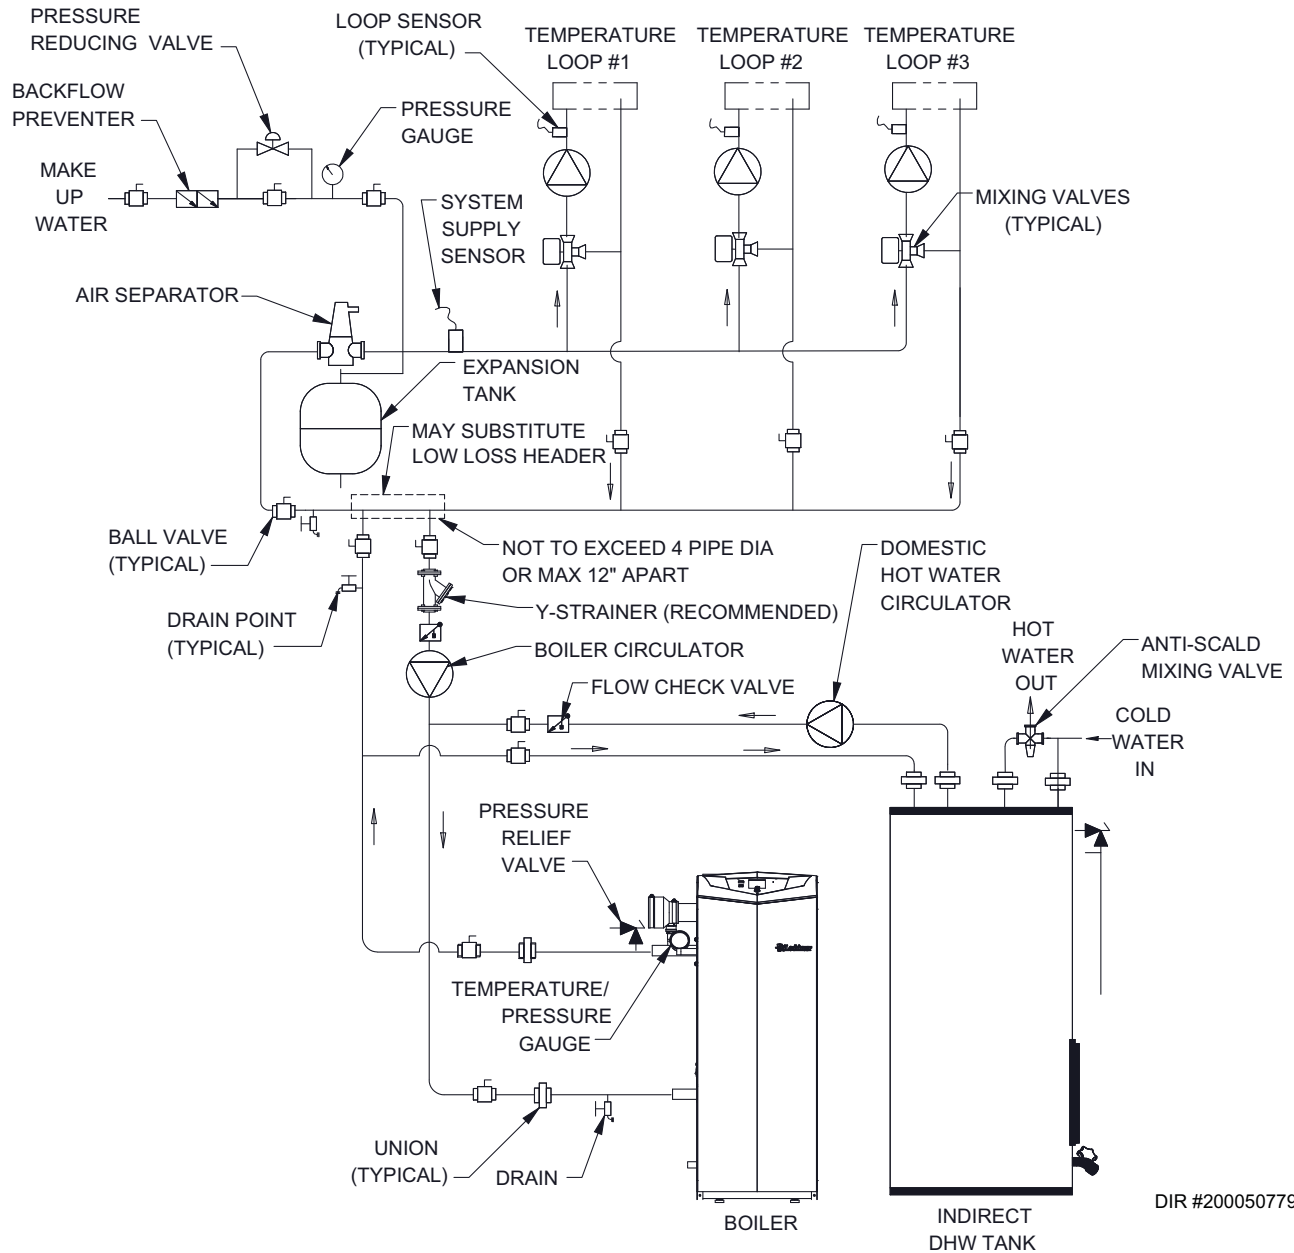 PRESSURE
REDUCING VALVE
LOOP SENSOR
(TYPICAL)
TEMPERATURE
LOOP #1
TEMPERATURE
LOOP #2
TEMPERATURE
LOOP #3
BACKFLOW
PREVENTER
PRESSURE
GAUGE
MAKE
UP
WATER
SYSTEM
SUPPLY
SENSOR
MIXING VALVES
(TYPICAL)
AIR SEPARATOR
EXPANSION
TANK
MAY SUBSTITUTE
LOW LOSS HEADER
BALL VALVE
(TYPICAL)
NOT TO EXCEED 4 PIPE DIA
OR MAX 12" APART
DOMESTIC
HOT WATER
CIRCULATOR
DRAIN POINT
(TYPICAL)
Y-STRAINER (RECOMMENDED)
BOILER CIRCULATOR
FLOW CHECK VALVE
HOT
WATER
OUT
ANTI-SCALD
MIXING VALVE
COLD
WATER
IN
PRESSURE
RELIEF
VALVE
TEMPERATURE/
PRESSURE
GAUGE
UNION
(TYPICAL)
DRAIN
BOILER
INDIRECT
DHW TANK
DIR #200050779